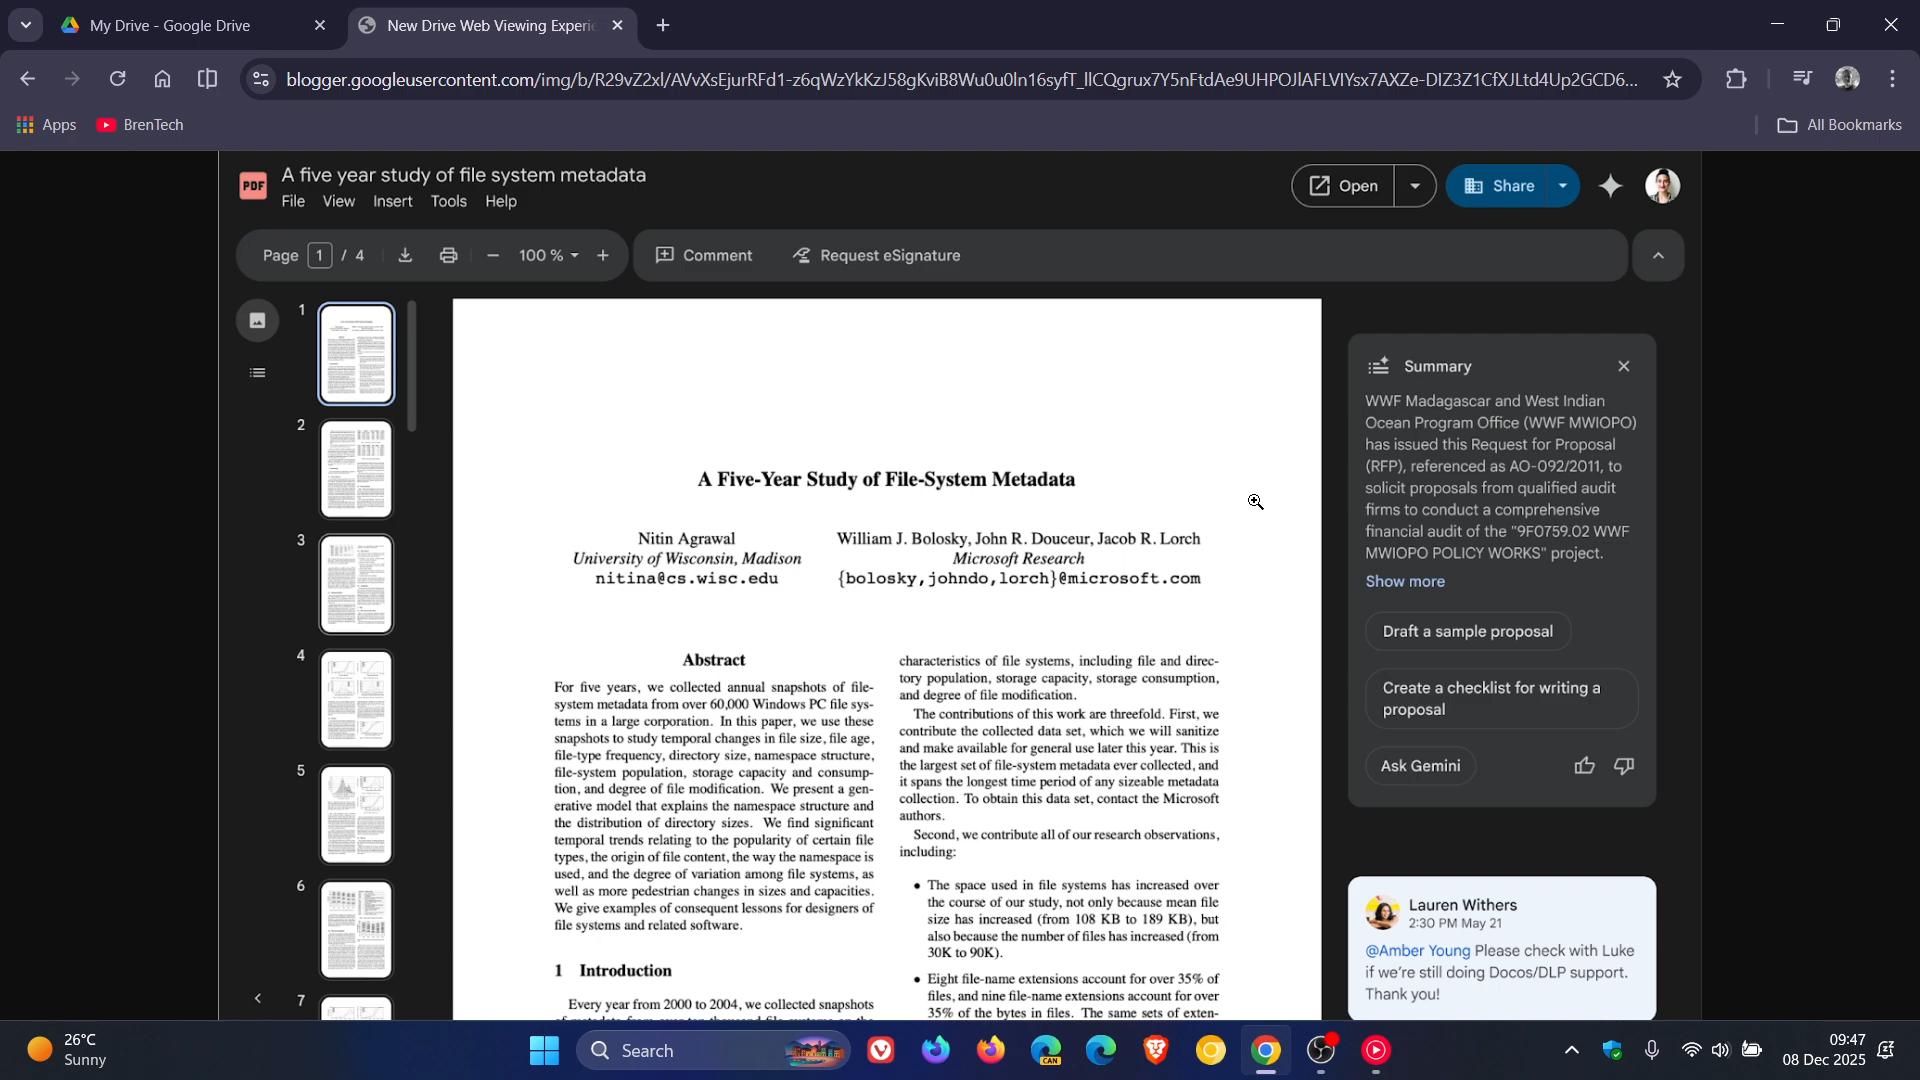 My Drive - Google Drive
New Drive Web Viewing Experi
blogger.googleusercontent.com/img/b/R29vZ2xl/AVvXsEjurRFd1-z6qWzYkKzJ58gKviB8Wu0u0ln16syfT_llCQgrux7Y5nFtdAe9UHPOJlAFLVIYsx7AXZe-DIZ3Z1CfXJLtd4Up2GCD6...
Apps
BrenTech
All Bookmarks
PDF
A five year study of file system metadata
File View Insert Tools Help
Open
Share
Page 1 / 4
100 %
Comment
Request eSignature
1
2
3
4
5
6
7
A Five-Year Study of File-System Metadata
Nitin Agrawal
University of Wisconsin, Madison
nitina@cs.wisc.edu
William J. Bolosky, John R. Douceur, Jacob R. Lorch
Microsoft Research
{bolosky,johndo,lorch}@microsoft.com
Abstract
For five years, we collected annual snapshots of file-
system metadata from over 60,000 Windows PC file sys-
tems in a large corporation. In this paper, we use these
snapshots to study temporal changes in file size, file age,
file-type frequency, directory size, namespace structure,
file-system population, storage capacity and consump-
tion, and degree of file modification. We present a gen-
erative model that explains the namespace structure and
the distribution of directory sizes. We find significant
temporal trends relating to the popularity of certain file
types, the origin of file content, the way the namespace is
used, and the degree of variation among file systems, as
well as more pedestrian changes in sizes and capacities.
We give examples of consequent lessons for designers of
file systems and related software.
1 Introduction
Every year from 2000 to 2004, we collected snapshots
characteristics of file systems, including file and direc-
tory population, storage capacity, storage consumption,
and degree of file modification.
The contributions of this work are threefold. First, we
contribute the collected data set, which we will sanitize
and make available for general use later this year. This is
the largest set of file-system metadata ever collected, and
it spans the longest time period of any sizeable metadata
collection. To obtain this data set, contact the Microsoft
authors.
Second, we contribute all of our research observations,
including:
• The space used in file systems has increased over
the course of our study, not only because mean file
size has increased (from 108 KB to 189 KB), but
also because the number of files has increased (from
30K to 90K).
• Eight file-name extensions account for over 35% of
files, and nine file-name extensions account for over
35% of the bytes in files. The same sets of exten-
Summary
WWF Madagascar and West Indian
Ocean Program Office (WWF MWIOPO)
has issued this Request for Proposal
(RFP), referenced as AO-092/2011, to
solicit proposals from qualified audit
firms to conduct a comprehensive
financial audit of the "9F0759.02 WWF
MWIOPO POLICY WORKS" project.
Show more
Draft a sample proposal
Create a checklist for writing a
proposal
Ask Gemini
Lauren Withers
2:30 PM May 21
@Amber Young Please check with Luke
if we're still doing Docos/DLP support.
Thank you!
26°C
Sunny
Search
CAN
09:47
08 Dec 2025